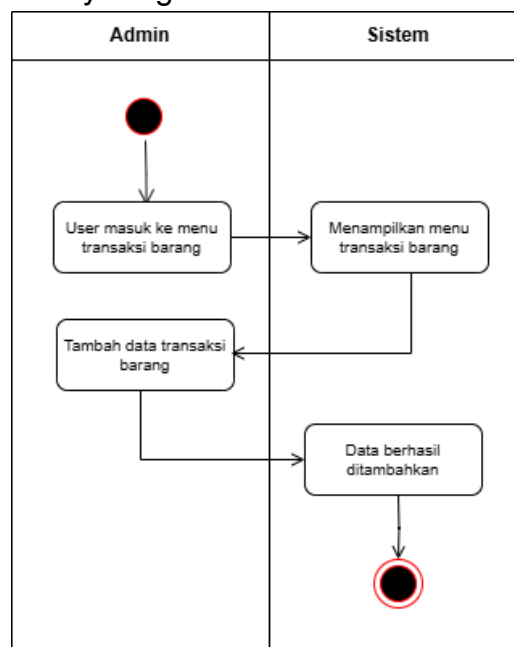 Admin
Sistem
User masuk ke menu
transaksi barang
Menampilkan menu
transaksi barang
Tambah data transaksi
barang
Data berhasil
ditambahkan